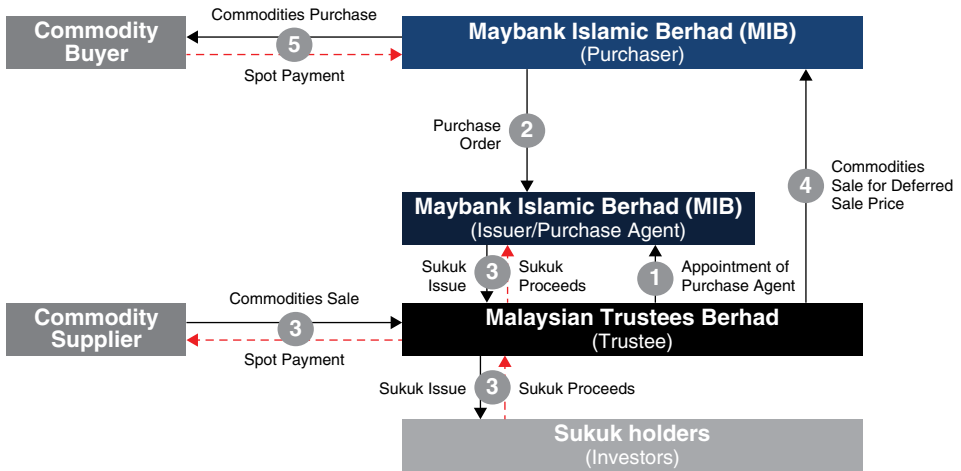 Commodities Purchase
Commodity
Buyer
5
Spot Payment
Maybank Islamic Berhad (MIB)
(Purchaser)
Purchase
Order
2
4
Commodities
Sale for Deferred
Sale Price
Maybank Islamic Berhad (MIB)
(Issuer/Purchase Agent)
Sukuk
Issue
3
Sukuk
Proceeds
1
Appointment of
Purchase Agent
Commodities Sale
Commodity
Supplier
3
Spot Payment
Malaysian Trustees Berhad
(Trustee)
Sukuk Issue
3
Sukuk Proceeds
Sukuk holders
(Investors)